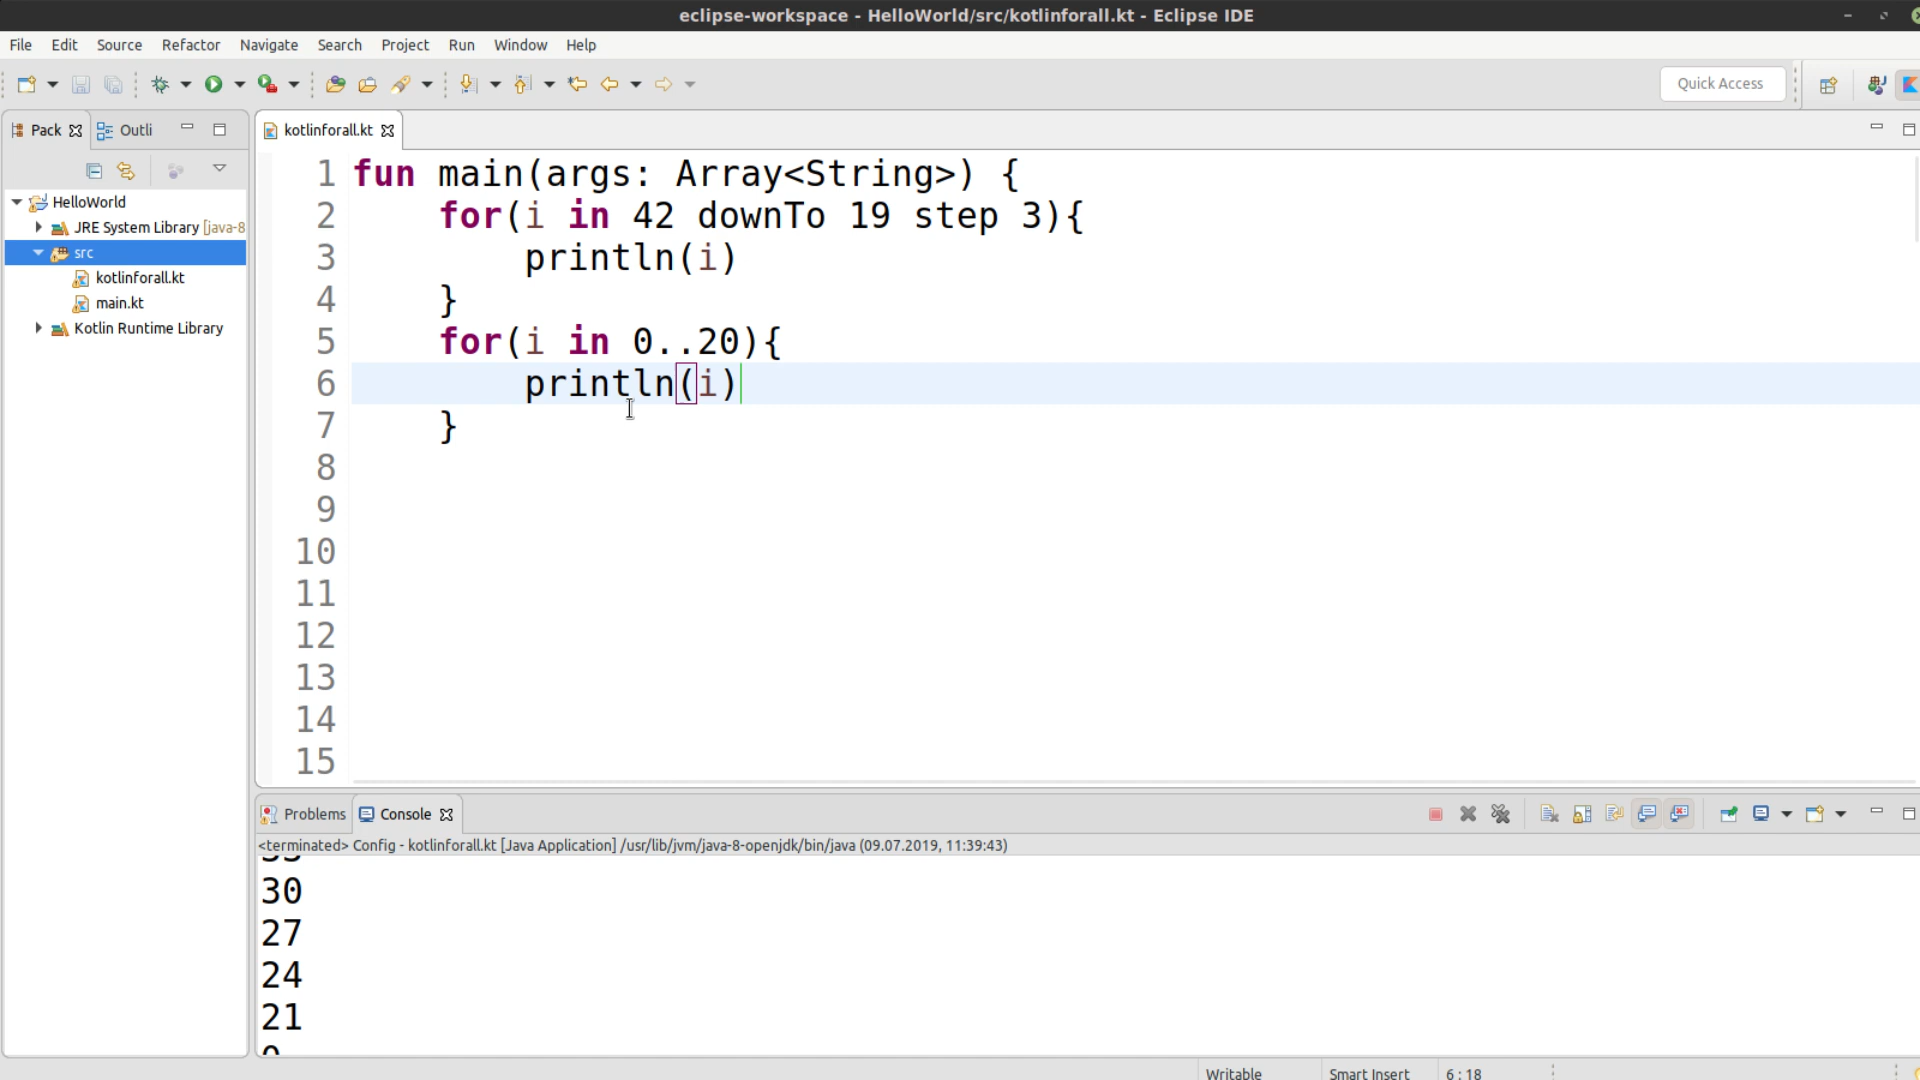 eclipse-workspace - HelloWorld/src/kotlinforall.kt - Eclipse IDE
File Edit Source Refactor Navigate Search Project Run Window Help
Quick Access
Pack Outli
kotlinforall.kt
HelloWorld
JRE System Library [java-8
src
kotlinforall.kt
main.kt
Kotlin Runtime Library
1 fun main(args: Array<String>) {
2 for(i in 42 downTo 19 step 3){
3 println(i)
4 }
5 for(i in 0..20){
6 println(i)
7 }
8
9
10
11
12
13
14
15
Problems Console
<terminated> Config - kotlinforall.kt [Java Application] /usr/lib/jvm/java-8-openjdk/bin/java (09.07.2019, 11:39:43)
30
27
24
21
Writable Smart Insert 6 : 18